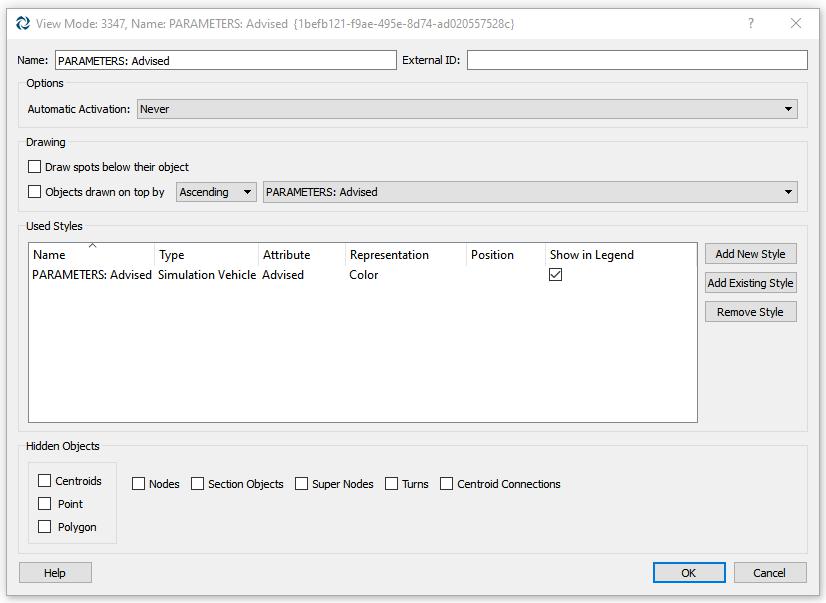 View Mode: 3347, Name: PARAMETERS: Advised {1befb121-f9ae-495e-8d74-ad020557528c}
?
Name: PARAMETERS: Advised External ID:
Options
Automatic Activation: Never
Drawing
Draw spots below their object
Objects drawn on top by Ascending PARAMETERS: Advised
Used Styles
Name Type Attribute Representation Position Show in Legend
PARAMETERS: Advised Simulation Vehicle Advised Color
Add New Style
Add Existing Style
Remove Style
Hidden Objects
Centroids
Point
Polygon
Nodes Section Objects Super Nodes Turns Centroid Connections
Help OK Cancel